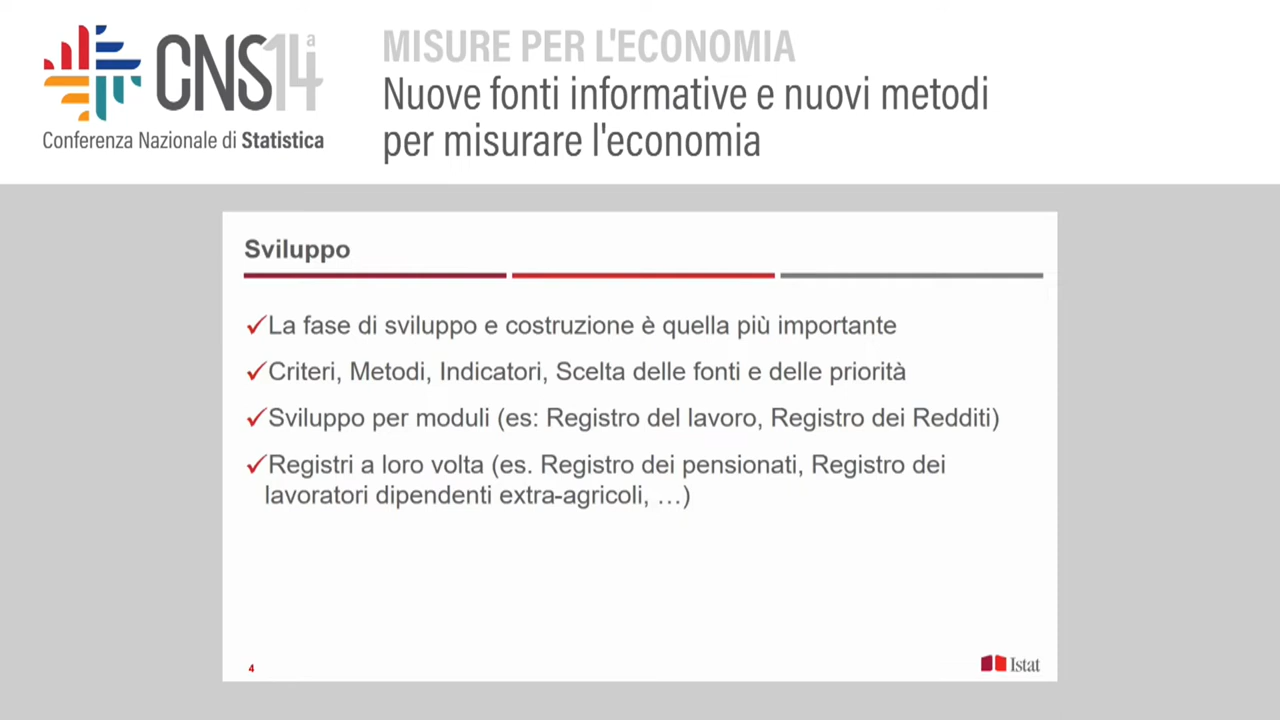 CNS14a
Conferenza Nazionale di Statistica
MISURE PER L'ECONOMIA
Nuove fonti informative e nuovi metodi
per misurare l'economia
Sviluppo
✓La fase di sviluppo e costruzione è quella più importante
✓Criteri, Metodi, Indicatori, Scelta delle fonti e delle priorità
✓Sviluppo per moduli (es: Registro del lavoro, Registro dei Redditi)
✓Registri a loro volta (es. Registro dei pensionati, Registro dei
lavoratori dipendenti extra-agricoli, …)
4
Istat